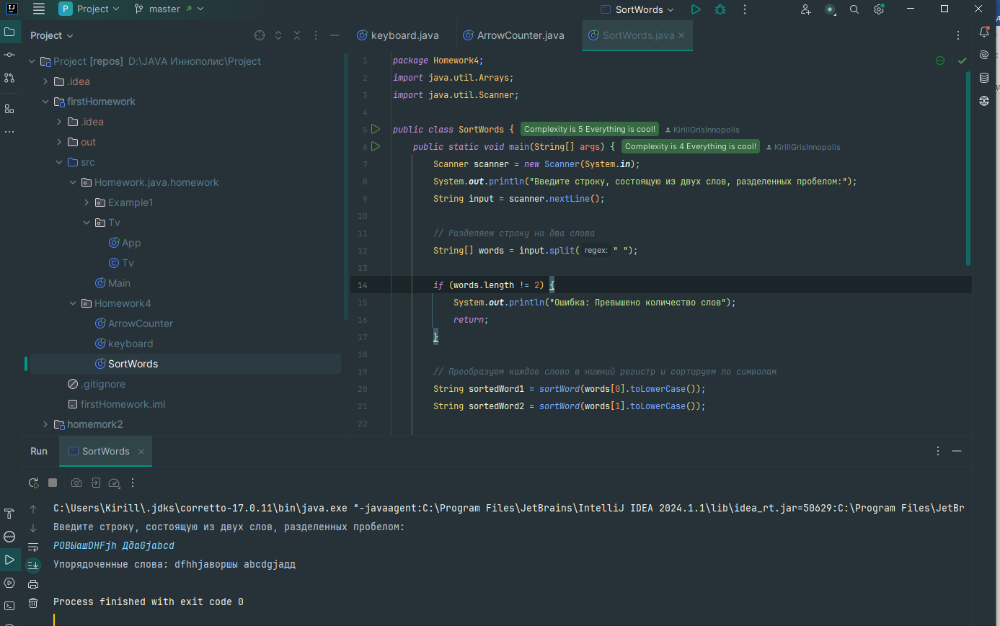 P Project master SortWords
Project
Project [repos] D:\JAVA Иннополис\Project
.idea
firstHomework
.idea
out
src
Homework.java.homework
Example1
Tv
App
Tv
Main
Homework4
ArrowCounter
keyboard
SortWords
.gitignore
firstHomework.iml
homemork2
keyboard.java ArrowCounter.java SortWords.java
1 package Homework4;
2 import java.util.Arrays;
3 import java.util.Scanner;
4
5 public class SortWords { Complexity is 5 Everything is cool! KirillGrisInnopolis
6 public static void main(String[] args) { Complexity is 4 Everything is cool! KirillGrisInnopolis
7 Scanner scanner = new Scanner(System.in);
8 System.out.println("Введите строку, состоящую из двух слов, разделенных пробелом:");
9 String input = scanner.nextLine();
10
11 // Разделяем строку на два слова
12 String[] words = input.split( regex: " ");
13
14 if (words.length != 2) {
15 System.out.println("Ошибка: Превышено количество слов");
16 return;
17 }
18
19 // Преобразуем каждое слово в нижний регистр и сортируем по символам
20 String sortedWord1 = sortWord(words[0].toLowerCase());
21 String sortedWord2 = sortWord(words[1].toLowerCase());
22
Run SortWords
C:\Users\Kirill\.jdks\corretto-17.0.11\bin\java.exe "-javaagent:C:\Program Files\JetBrains\IntelliJ IDEA 2024.1.1\lib\idea_rt.jar=50629:C:\Program Files\JetBr
Введите строку, состоящую из двух слов, разделенных пробелом:
РОВЫашDHFjh ДдаGjabcd
Упорядоченные слова: dfhhjaворшы abcdgjадд
Process finished with exit code 0